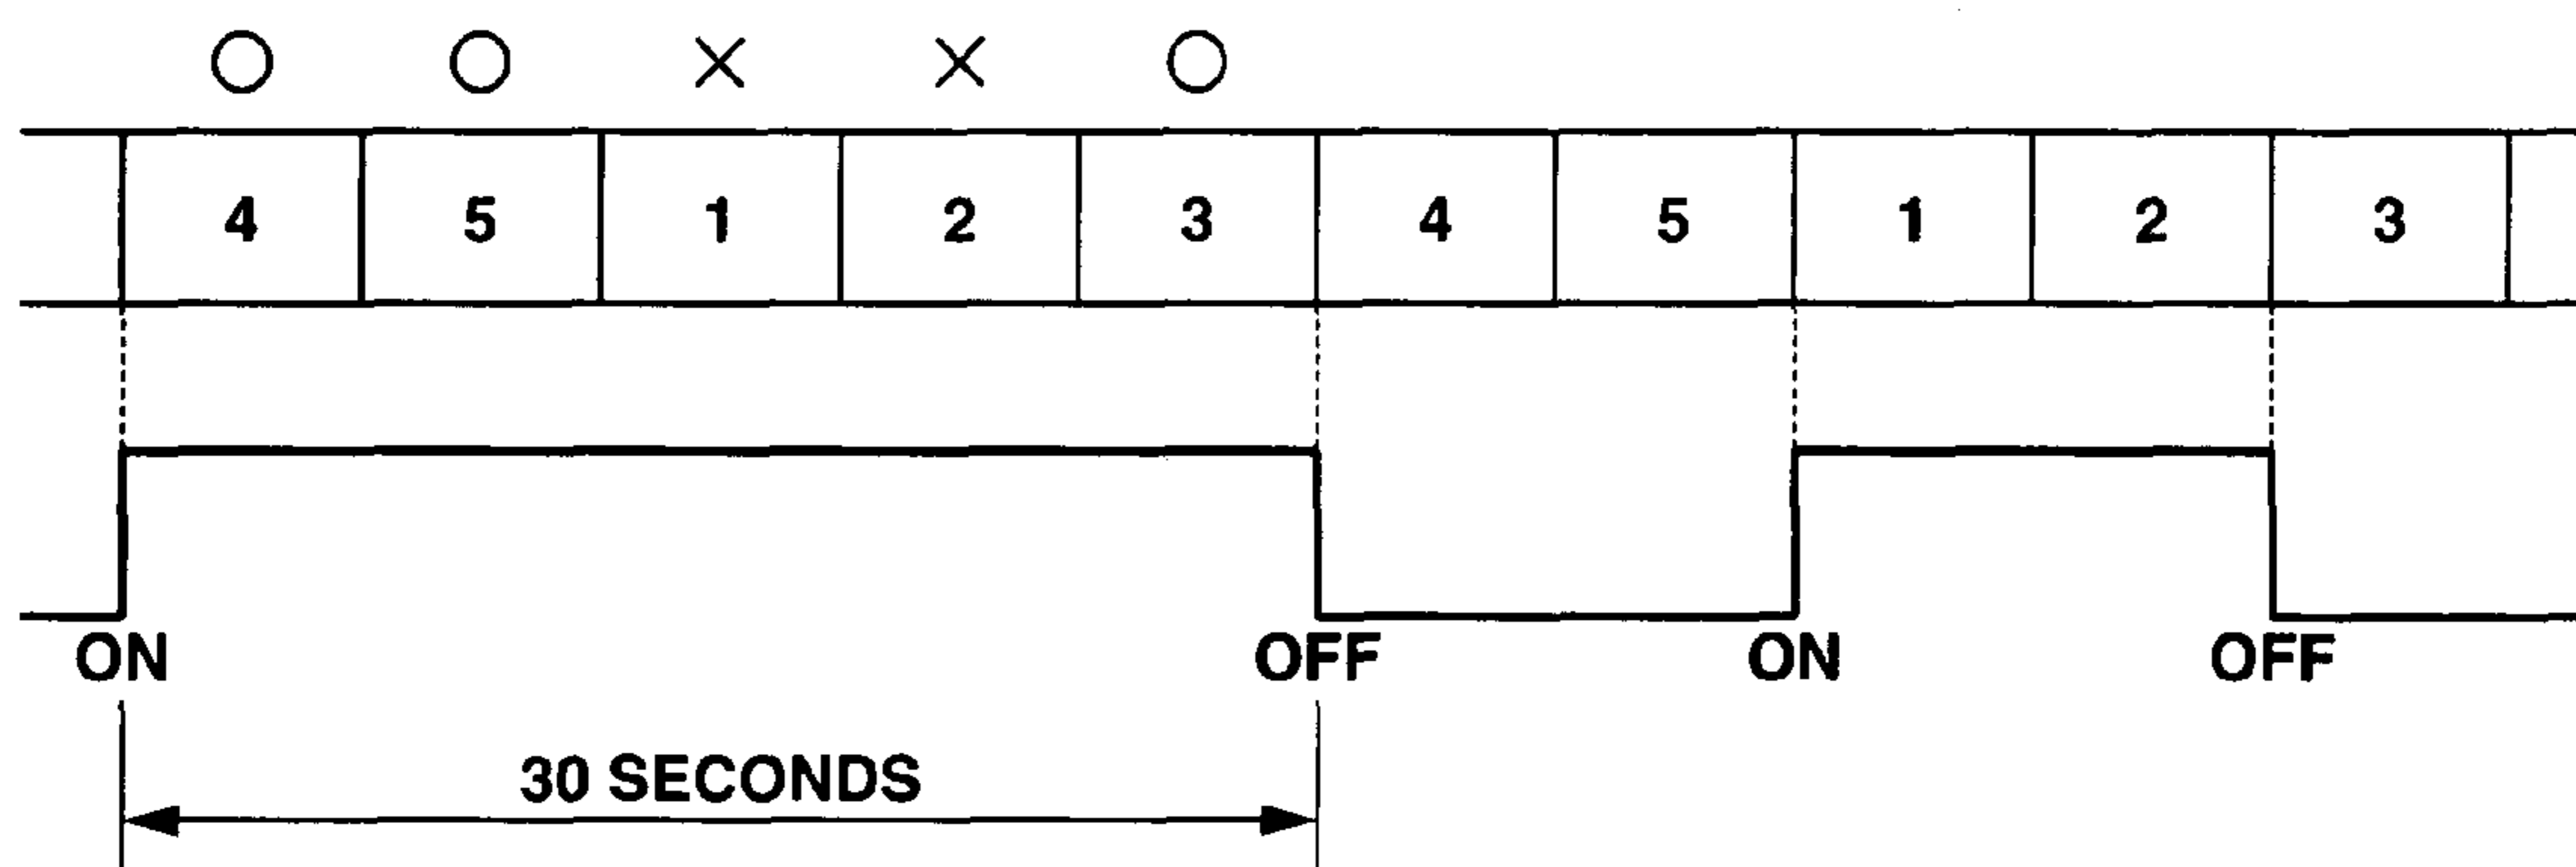 ○ ○ × × ○
4 5 1 2 3 4 5 1 2 3
ON OFF ON OFF
30 SECONDS